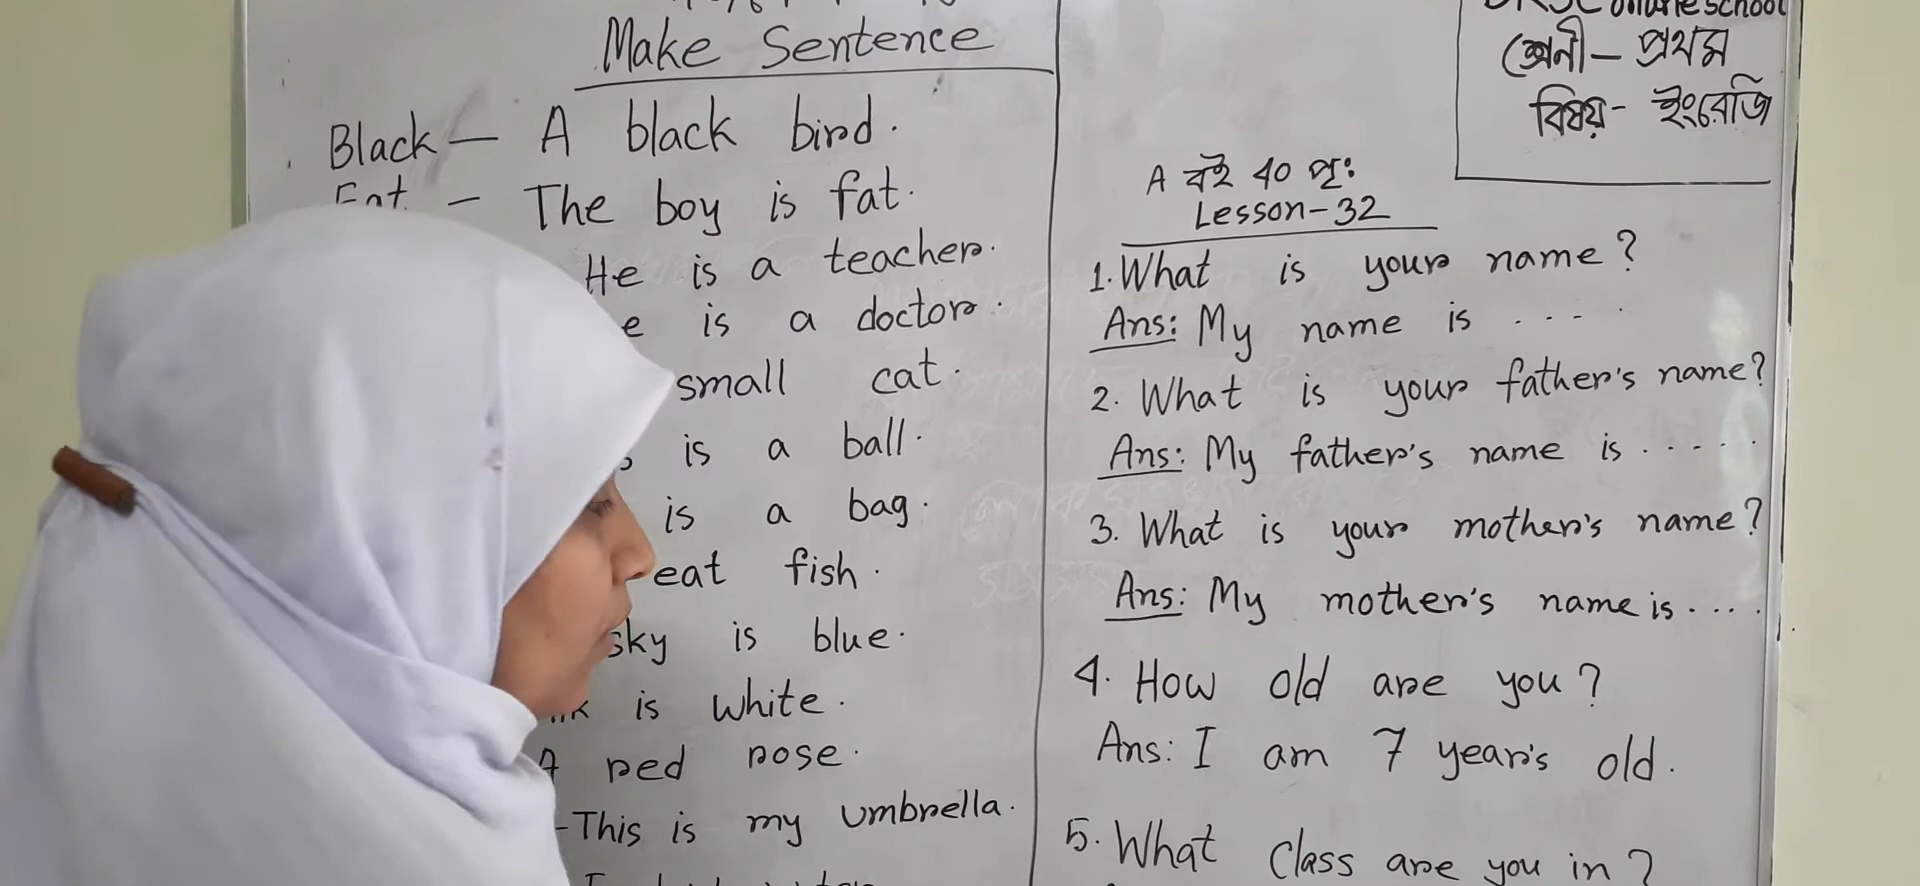 Make Sentence
Black - A black bird.
Fat - The boy is fat.
He is a teacher.
is a doctor.
small cat.
is a ball.
is a bag.
eat fish.
sky is blue.
is white.
A red rose.
- This is my umbrella.
online school
শ্রেনী - প্রথম
বিষয় - ইংরেজি
A বই 40 পৃঃ
Lesson-32
1. What is your name?
Ans: My name is ....
2. What is your father's name?
Ans: My father's name is .....
3. What is your mother's name?
Ans: My mother's name is ....
4. How old are you?
Ans: I am 7 year's old.
5. What Class are you in?